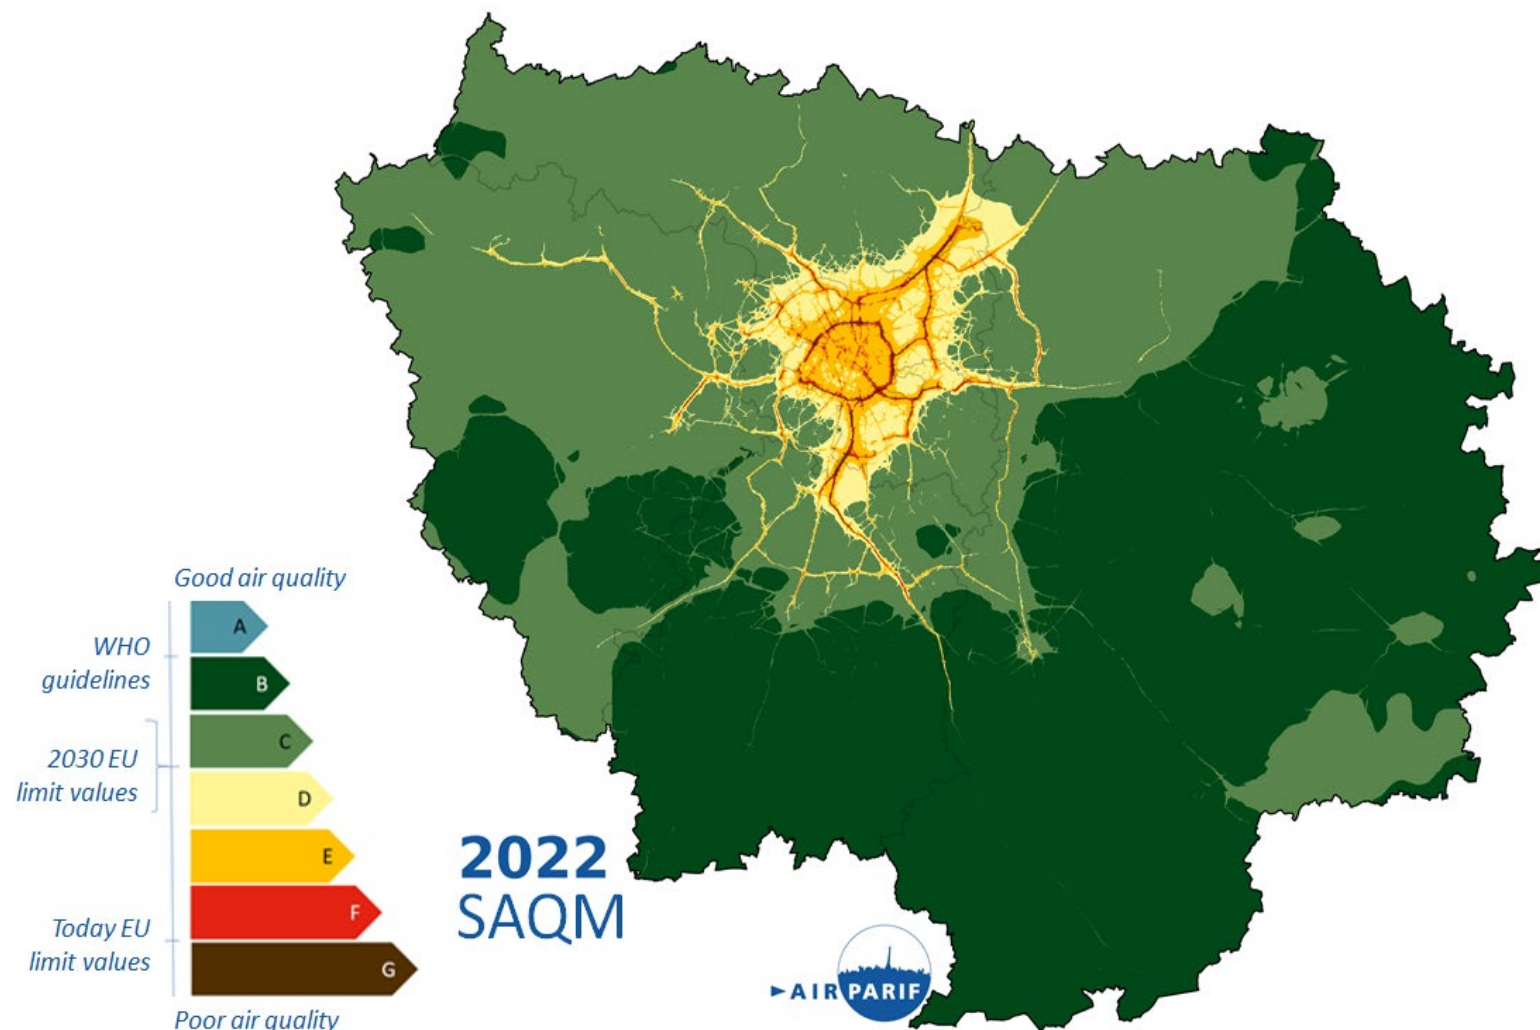 Good air quality
A
WHO
guidelines
B
C
2030 EU
limit values
D
E
F
Today EU
limit values
G
Poor air quality
2022
SAQM
AIRPARIF